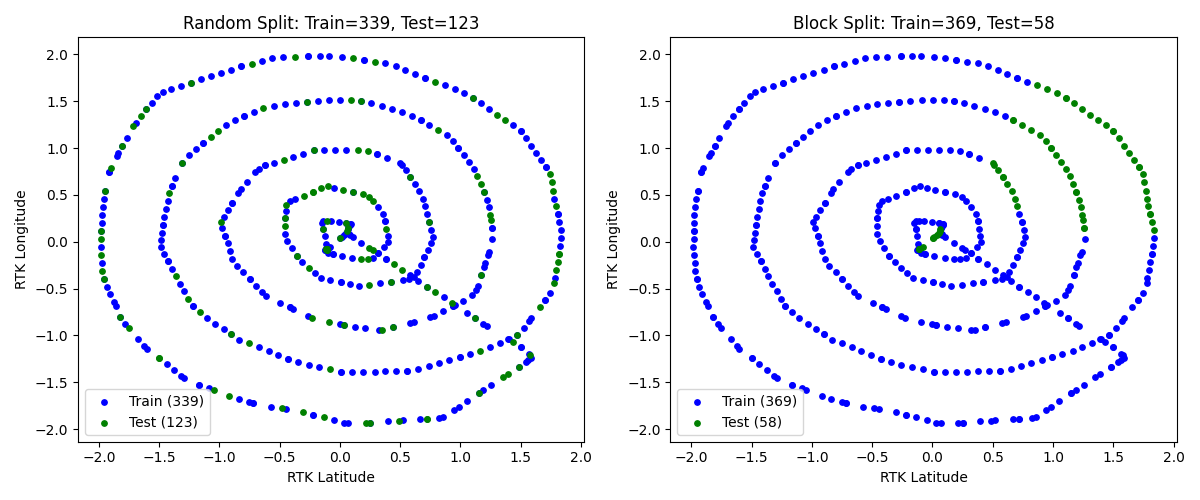 Random Split: Train=339, Test=123
2.0
1.5
1.0
0.5
0.0
−0.5
−1.0
−1.5
−2.0
RTK Longitude
Train (339)
Test (123)
−2.0 −1.5 −1.0 −0.5 0.0 0.5 1.0 1.5 2.0
RTK Latitude
Block Split: Train=369, Test=58
2.0
1.5
1.0
0.5
0.0
−0.5
−1.0
−1.5
−2.0
RTK Longitude
Train (369)
Test (58)
−2.0 −1.5 −1.0 −0.5 0.0 0.5 1.0 1.5 2.0
RTK Latitude